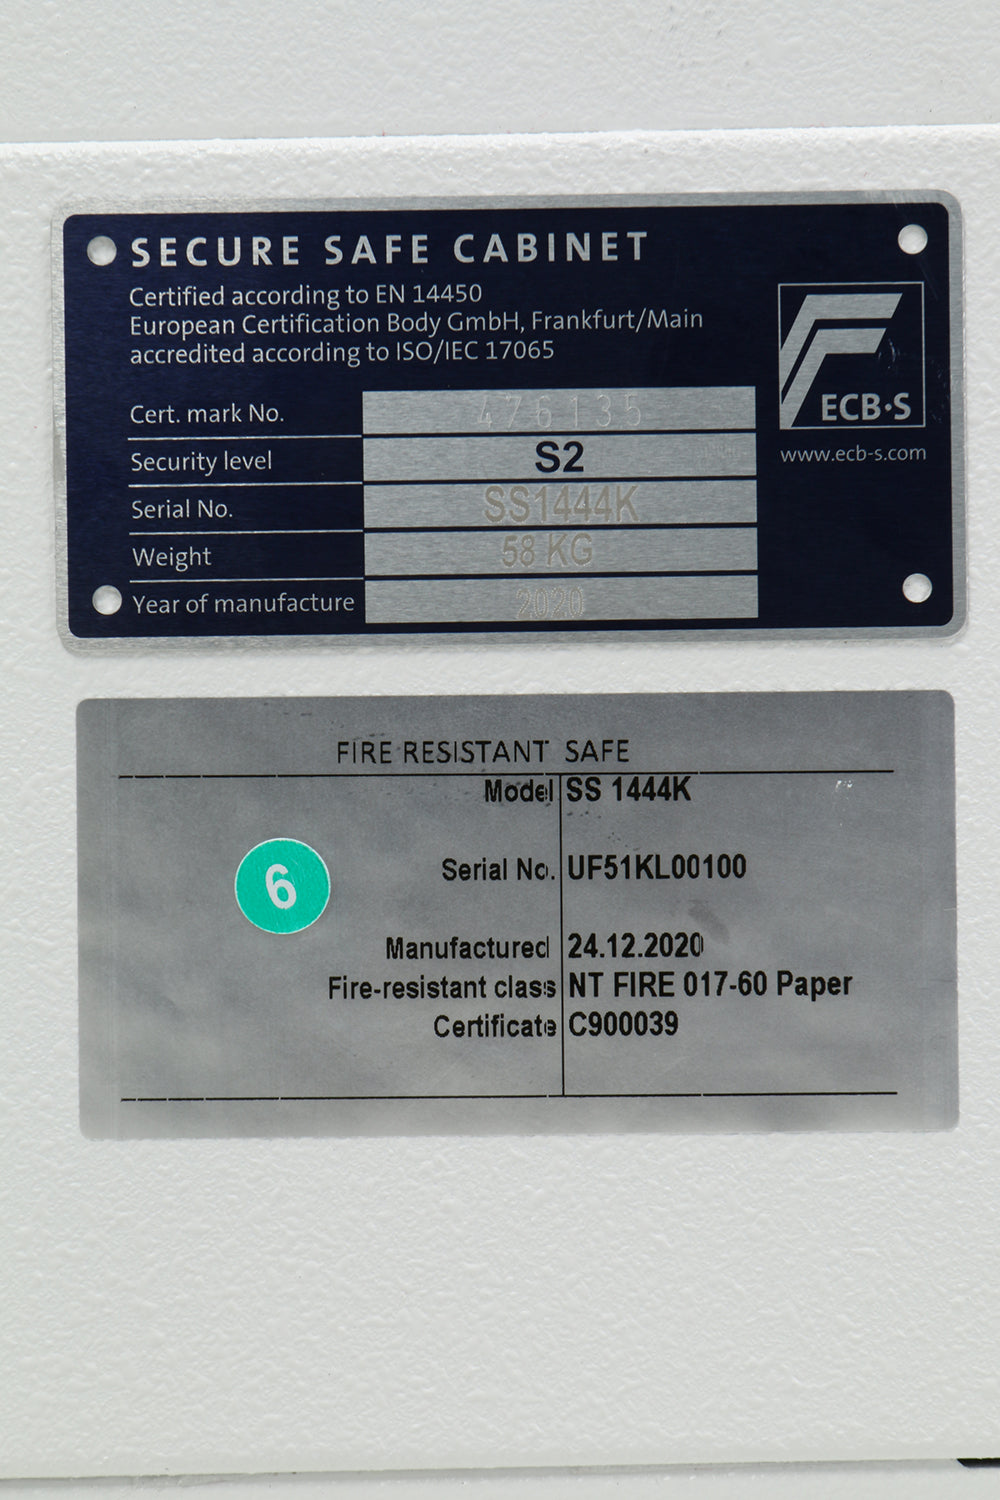 SECURE SAFE CABINET
Certified according to EN 14450
European Certification Body GmbH, Frankfurt/Main
accredited according to ISO/IEC 17065
ECB·S
www.ecb-s.com
Cert. mark No. 476135
Security level S2
Serial No. SS1444K
Weight 58 KG
Year of manufacture 2020
FIRE RESISTANT SAFE
Model SS 1444K
6
Serial No. UF51KL00100
Manufactured 24.12.2020
Fire-resistant class NT FIRE 017-60 Paper
Certificate C900039